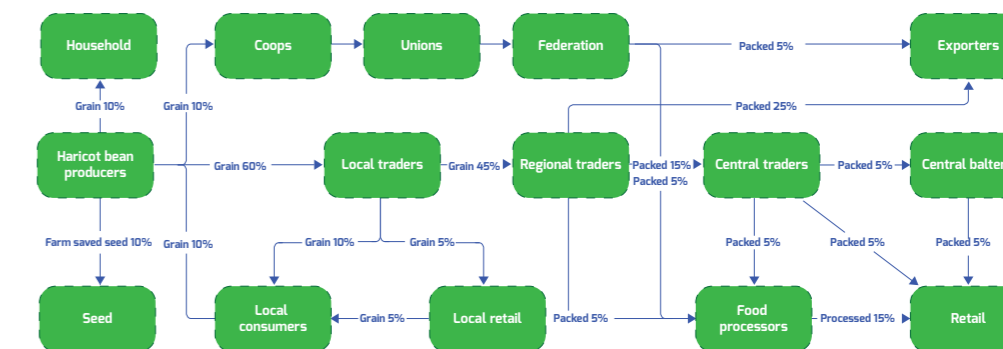 Household
Coops
Unions
Federation
Packed 5%
Exporters
Grain 10%
Grain 10%
Packed 25%
Haricot bean
producers
Grain 60%
Local traders
Grain 45%
Regional traders
Packed 15%
Packed 5%
Central traders
Packed 5%
Central balter
Farm saved seed 10%
Grain 10%
Grain 10%
Grain 5%
Packed 5%
Packed 5%
Packed 5%
Seed
Local
consumers
Grain 5%
Local retail
Packed 5%
Food
processors
Processed 15%
Retail